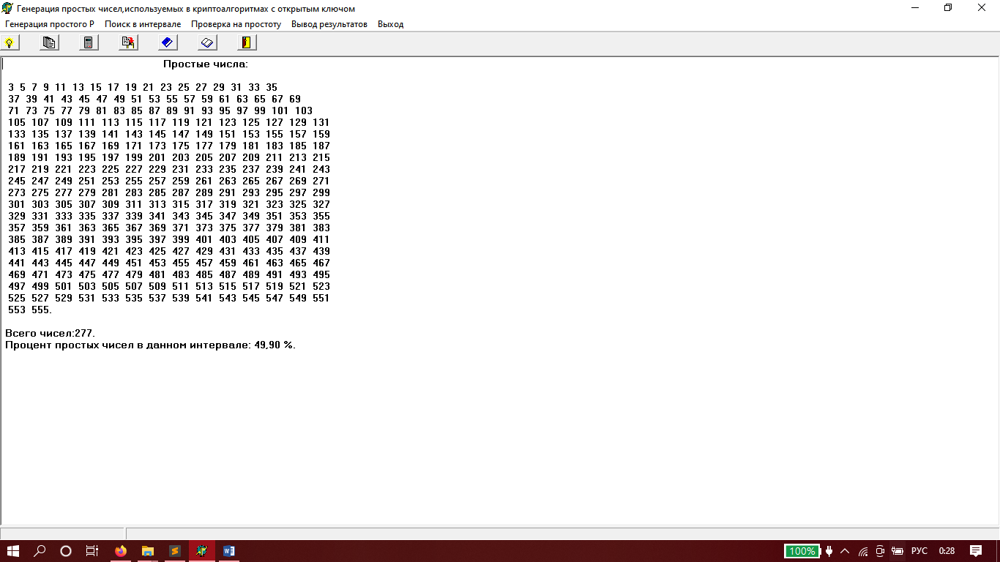 Генерация простых чисел,используемых в криптоалгоритмах с открытым ключом
Генерация простого P Поиск в интервале Проверка на простоту Вывод результатов Выход
Простые числа:
3 5 7 9 11 13 15 17 19 21 23 25 27 29 31 33 35
37 39 41 43 45 47 49 51 53 55 57 59 61 63 65 67 69
71 73 75 77 79 81 83 85 87 89 91 93 95 97 99 101 103
105 107 109 111 113 115 117 119 121 123 125 127 129 131
133 135 137 139 141 143 145 147 149 151 153 155 157 159
161 163 165 167 169 171 173 175 177 179 181 183 185 187
189 191 193 195 197 199 201 203 205 207 209 211 213 215
217 219 221 223 225 227 229 231 233 235 237 239 241 243
245 247 249 251 253 255 257 259 261 263 265 267 269 271
273 275 277 279 281 283 285 287 289 291 293 295 297 299
301 303 305 307 309 311 313 315 317 319 321 323 325 327
329 331 333 335 337 339 341 343 345 347 349 351 353 355
357 359 361 363 365 367 369 371 373 375 377 379 381 383
385 387 389 391 393 395 397 399 401 403 405 407 409 411
413 415 417 419 421 423 425 427 429 431 433 435 437 439
441 443 445 447 449 451 453 455 457 459 461 463 465 467
469 471 473 475 477 479 481 483 485 487 489 491 493 495
497 499 501 503 505 507 509 511 513 515 517 519 521 523
525 527 529 531 533 535 537 539 541 543 545 547 549 551
553 555.
Всего чисел:277.
Процент простых чисел в данном интервале: 49,90 %.
100% РУС 0:28